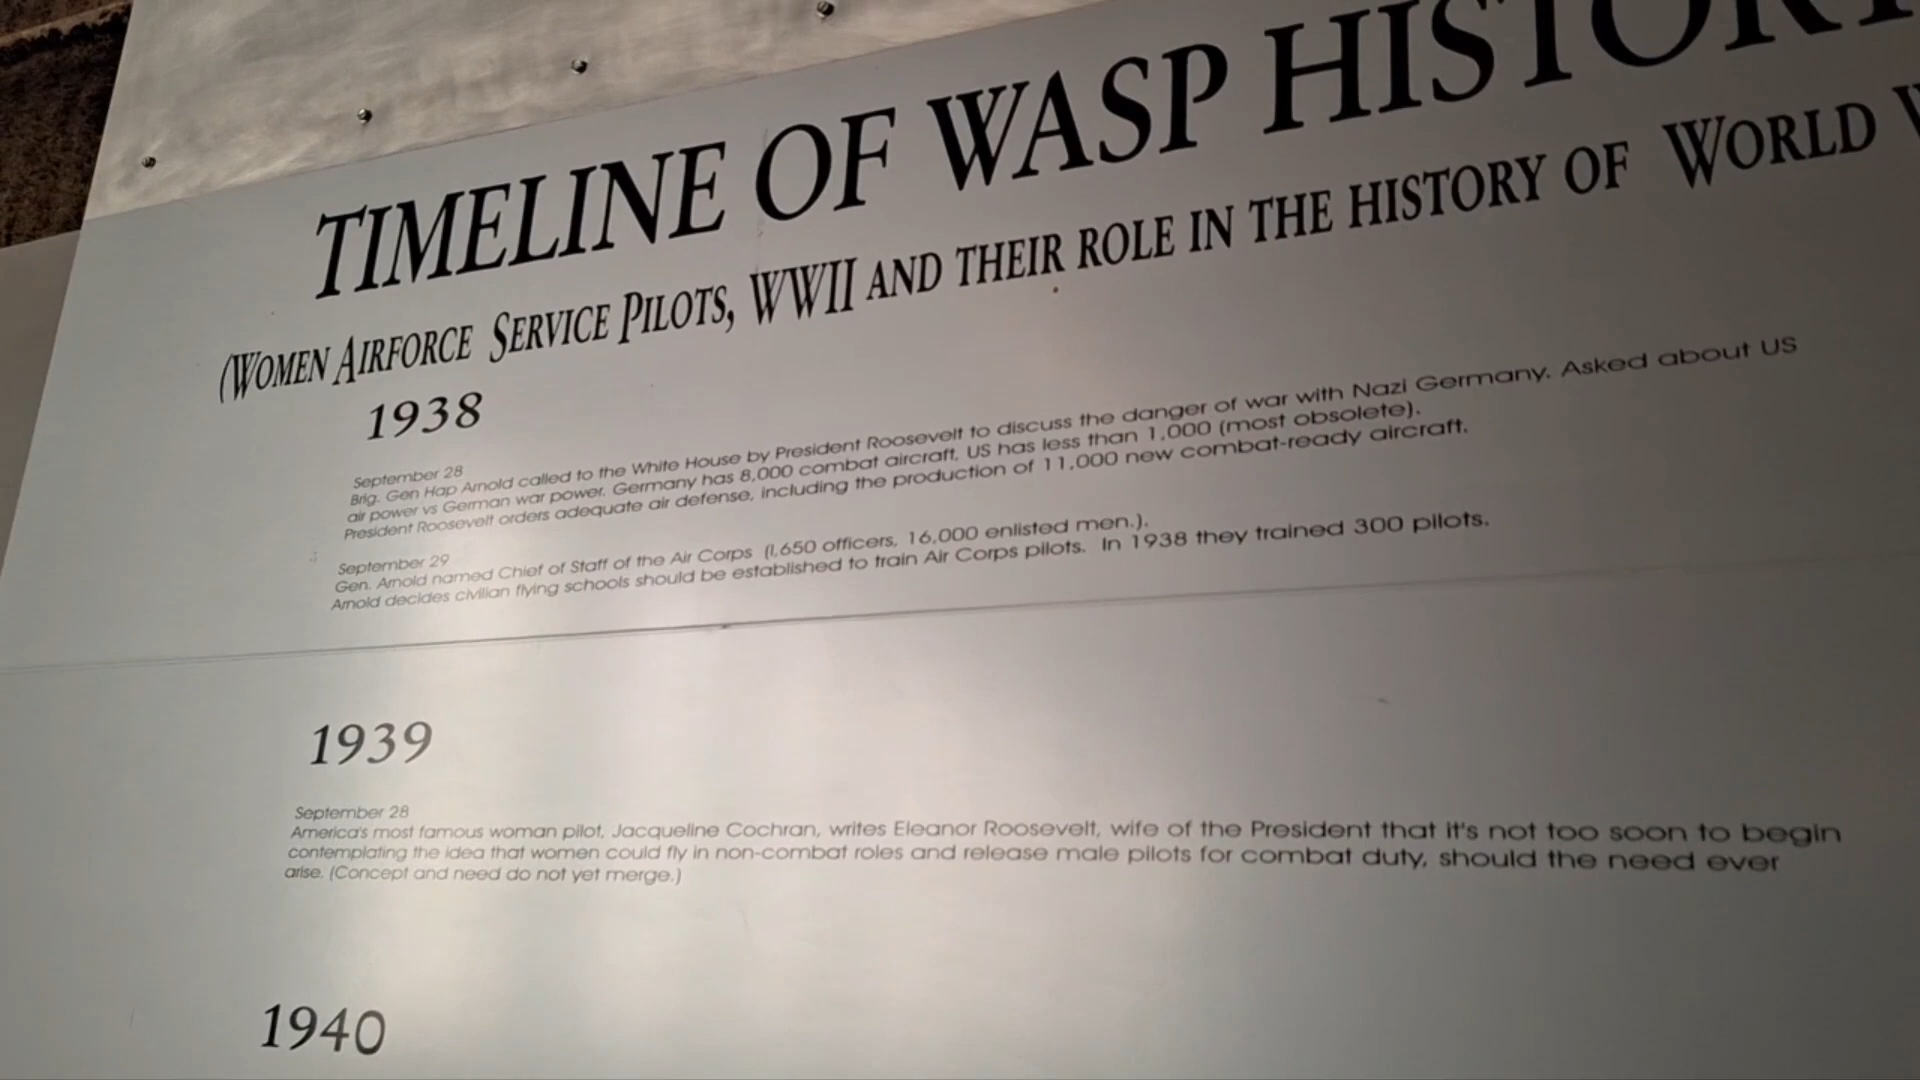 TIMELINE OF WASP HISTORY
(WOMEN AIRFORCE SERVICE PILOTS, WWII AND THEIR ROLE IN THE HISTORY OF WORLD
1938
September 28
Brig. Gen Hap Arnold called to the White House by President Roosevelt to discuss the danger of war with Nazi Germany. Asked about US
air power vs German war power. Germany has 8,000 combat aircraft, US has less than 1,000 (most obsolete).
President Roosevelt orders adequate air defense, including the production of 11,000 new combat-ready aircraft.
September 29
Gen. Arnold named Chief of Staff of the Air Corps (1,650 officers, 16,000 enlisted men.).
Arnold decides civilian flying schools should be established to train Air Corps pilots. In 1938 they trained 300 pilots.
1939
September 28
America's most famous woman pilot, Jacqueline Cochran, writes Eleanor Roosevelt, wife of the President that it's not too soon to begin
contemplating the idea that women could fly in non-combat roles and release male pilots for combat duty, should the need ever
arise. (Concept and need do not yet merge.)
1940